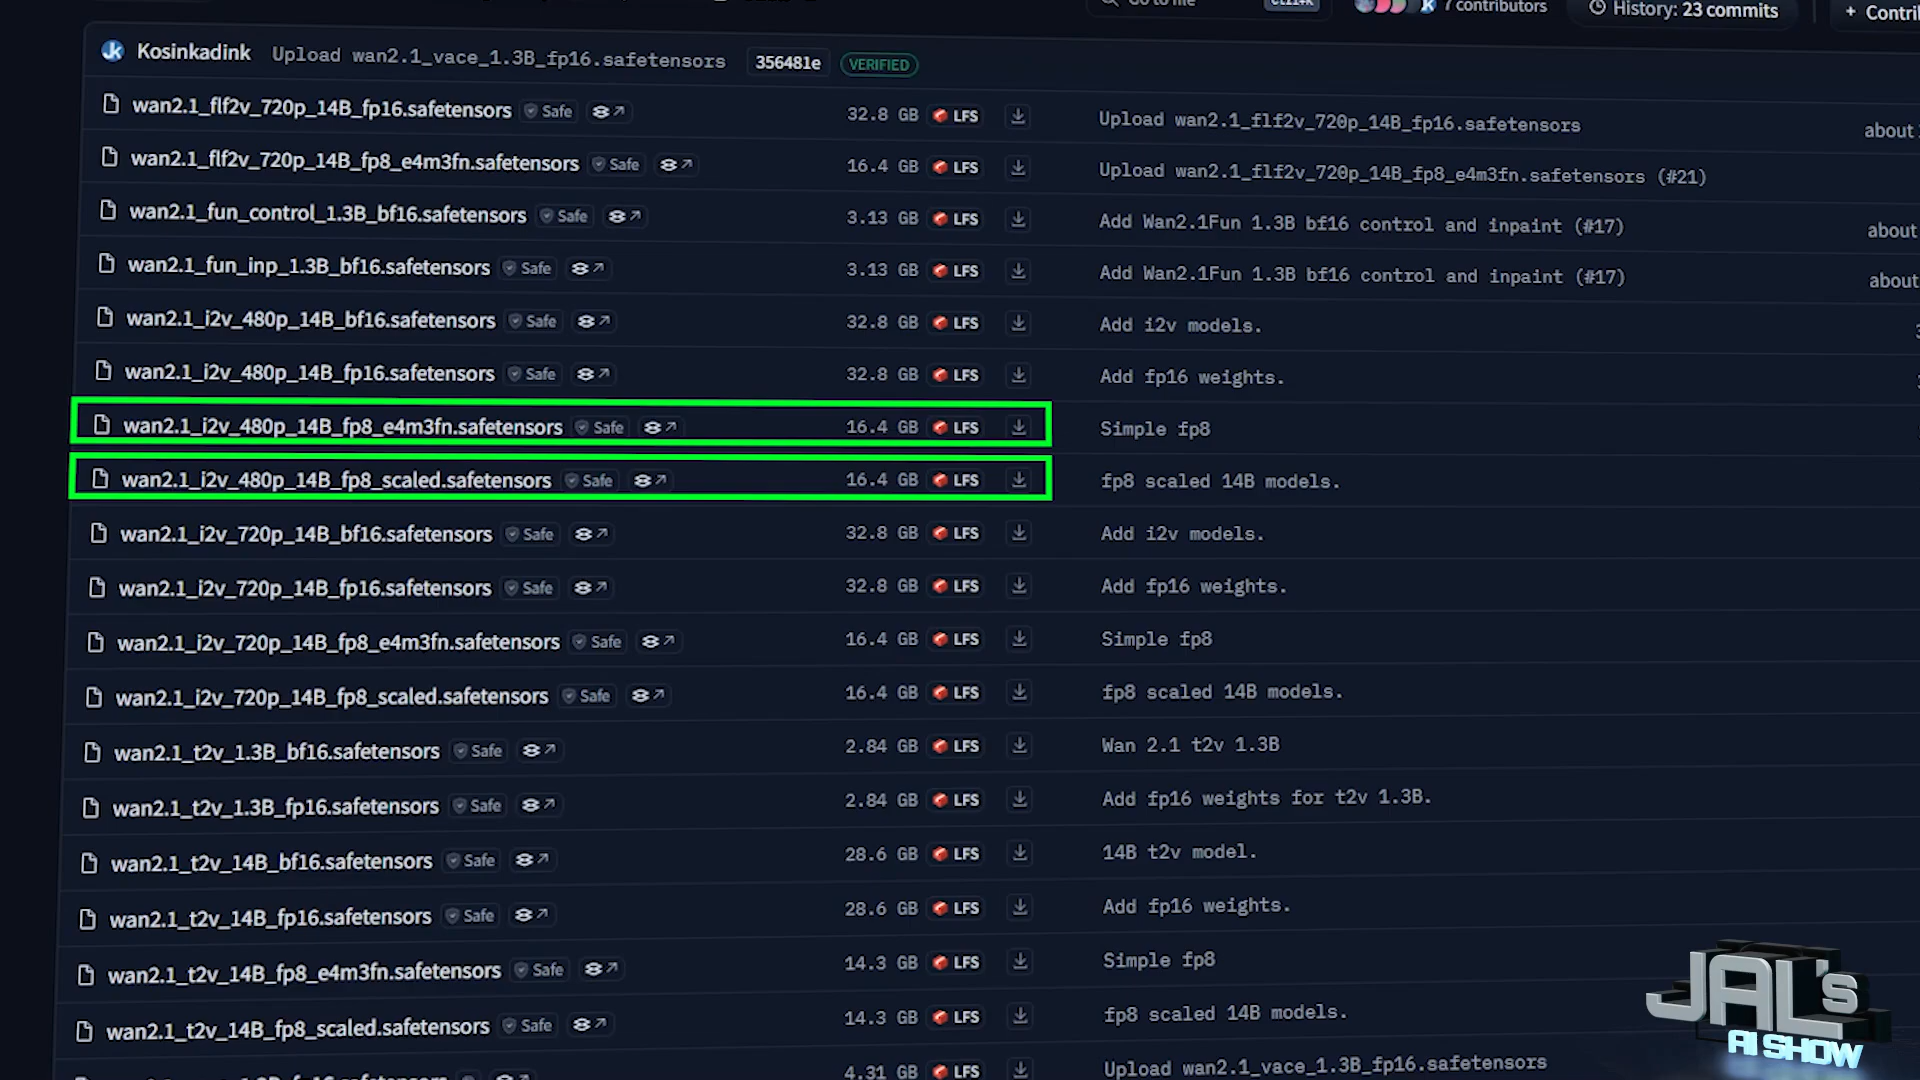 Go to file Ctrl+K 7 contributors History: 23 commits + Contri
Kosinkadink Upload wan2.1_vace_1.3B_fp16.safetensors 356481e VERIFIED
wan2.1_flf2v_720p_14B_fp16.safetensors Safe 32.8 GB LFS Upload wan2.1_flf2v_720p_14B_fp16.safetensors about
wan2.1_flf2v_720p_14B_fp8_e4m3fn.safetensors Safe 16.4 GB LFS Upload wan2.1_flf2v_720p_14B_fp8_e4m3fn.safetensors (#21)
wan2.1_fun_control_1.3B_bf16.safetensors Safe 3.13 GB LFS Add Wan2.1Fun 1.3B bf16 control and inpaint (#17) about
wan2.1_fun_inp_1.3B_bf16.safetensors Safe 3.13 GB LFS Add Wan2.1Fun 1.3B bf16 control and inpaint (#17) about
wan2.1_i2v_480p_14B_bf16.safetensors Safe 32.8 GB LFS Add i2v models.
wan2.1_i2v_480p_14B_fp16.safetensors Safe 32.8 GB LFS Add fp16 weights.
wan2.1_i2v_480p_14B_fp8_e4m3fn.safetensors Safe 16.4 GB LFS Simple fp8
wan2.1_i2v_480p_14B_fp8_scaled.safetensors Safe 16.4 GB LFS fp8 scaled 14B models.
wan2.1_i2v_720p_14B_bf16.safetensors Safe 32.8 GB LFS Add i2v models.
wan2.1_i2v_720p_14B_fp16.safetensors Safe 32.8 GB LFS Add fp16 weights.
wan2.1_i2v_720p_14B_fp8_e4m3fn.safetensors Safe 16.4 GB LFS Simple fp8
wan2.1_i2v_720p_14B_fp8_scaled.safetensors Safe 16.4 GB LFS fp8 scaled 14B models.
wan2.1_t2v_1.3B_bf16.safetensors Safe 2.84 GB LFS Wan 2.1 t2v 1.3B
wan2.1_t2v_1.3B_fp16.safetensors Safe 2.84 GB LFS Add fp16 weights for t2v 1.3B.
wan2.1_t2v_14B_bf16.safetensors Safe 28.6 GB LFS 14B t2v model.
wan2.1_t2v_14B_fp16.safetensors Safe 28.6 GB LFS Add fp16 weights.
wan2.1_t2v_14B_fp8_e4m3fn.safetensors Safe 14.3 GB LFS Simple fp8
wan2.1_t2v_14B_fp8_scaled.safetensors Safe 14.3 GB LFS fp8 scaled 14B models.
4.31 GB LFS Upload wan2.1_vace_1.3B_fp16.safetensors
JAL's
AI SHOW